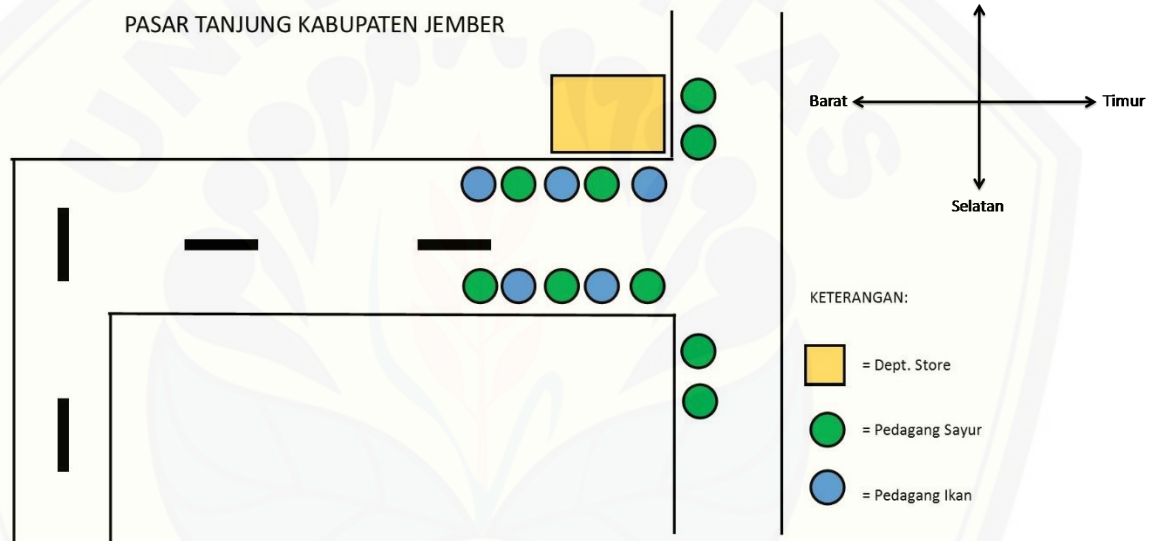 PASAR TANJUNG KABUPATEN JEMBER
Barat
Timur
Selatan
KETERANGAN:
= Dept. Store
= Pedagang Sayur
= Pedagang Ikan